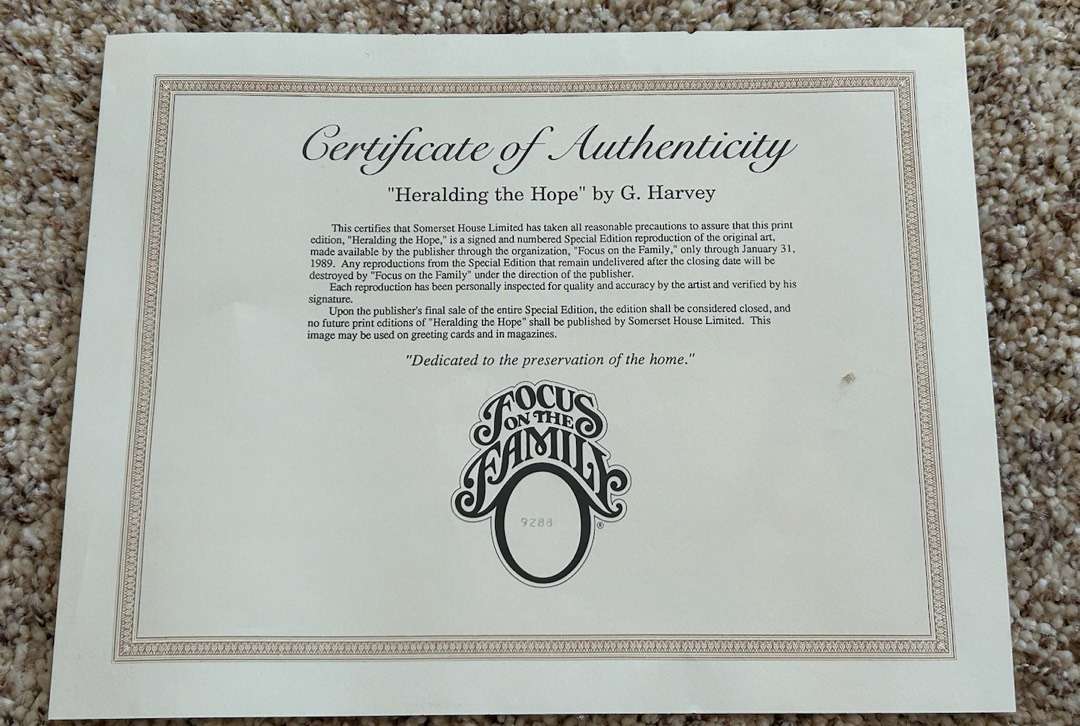 Certificate of Authenticity
"Heralding the Hope" by G. Harvey
This certifies that Somerset House Limited has taken all reasonable precautions to assure that this print
edition, "Heralding the Hope," is a signed and numbered Special Edition reproduction of the original art,
made available by the publisher through the organization, "Focus on the Family," only through January 31,
1989. Any reproductions from the Special Edition that remain undelivered after the closing date will be
destroyed by "Focus on the Family" under the direction of the publisher.
Each reproduction has been personally inspected for quality and accuracy by the artist and verified by his
signature.
Upon the publisher's final sale of the entire Special Edition, the edition shall be considered closed, and
no future print editions of "Heralding the Hope" shall be published by Somerset House Limited. This
image may be used on greeting cards and in magazines.
"Dedicated to the preservation of the home."
FOCUS
ON THE
FAMILY
9288
®